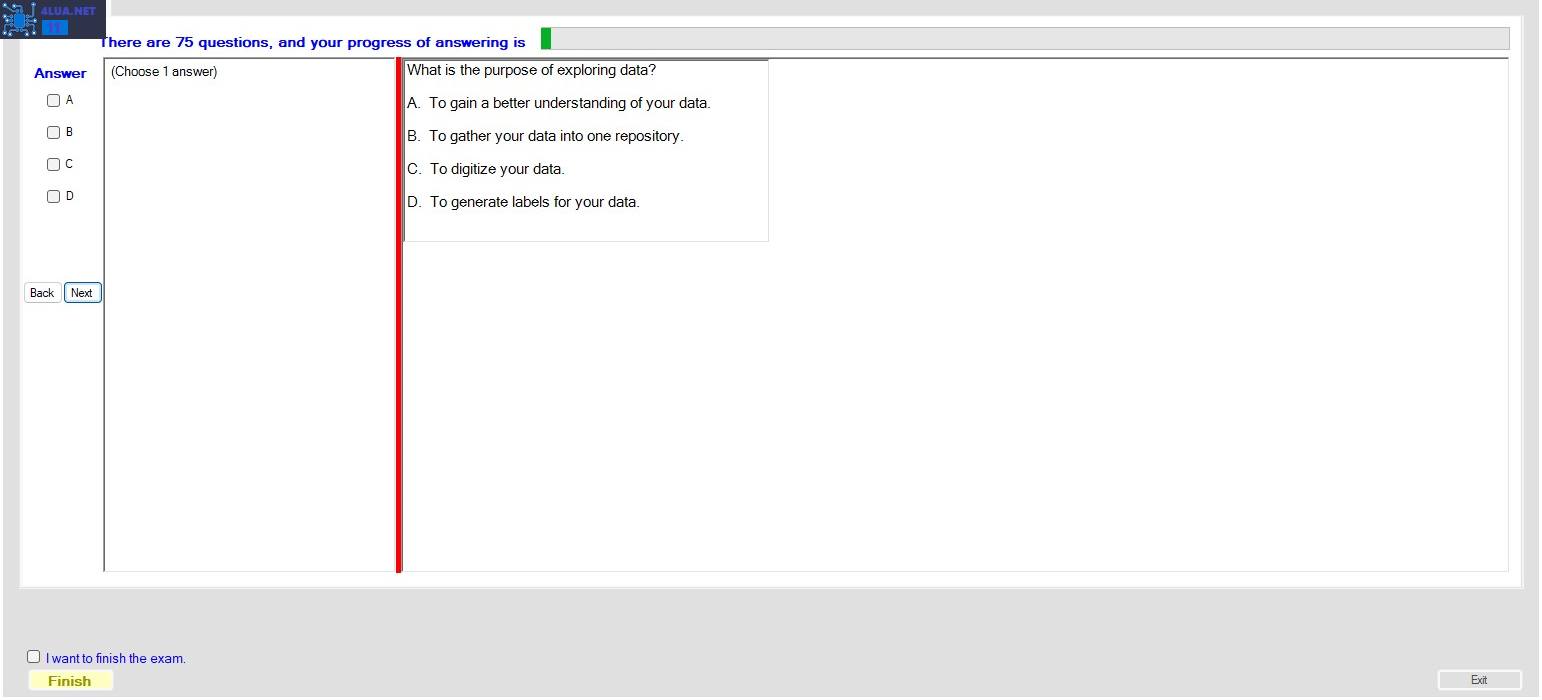 4LUA.NET
There are 75 questions, and your progress of answering is
Answer
(Choose 1 answer)
A
B
C
D
What is the purpose of exploring data?
A. To gain a better understanding of your data.
B. To gather your data into one repository.
C. To digitize your data.
D. To generate labels for your data.
Back
Next
I want to finish the exam.
Finish
Exit